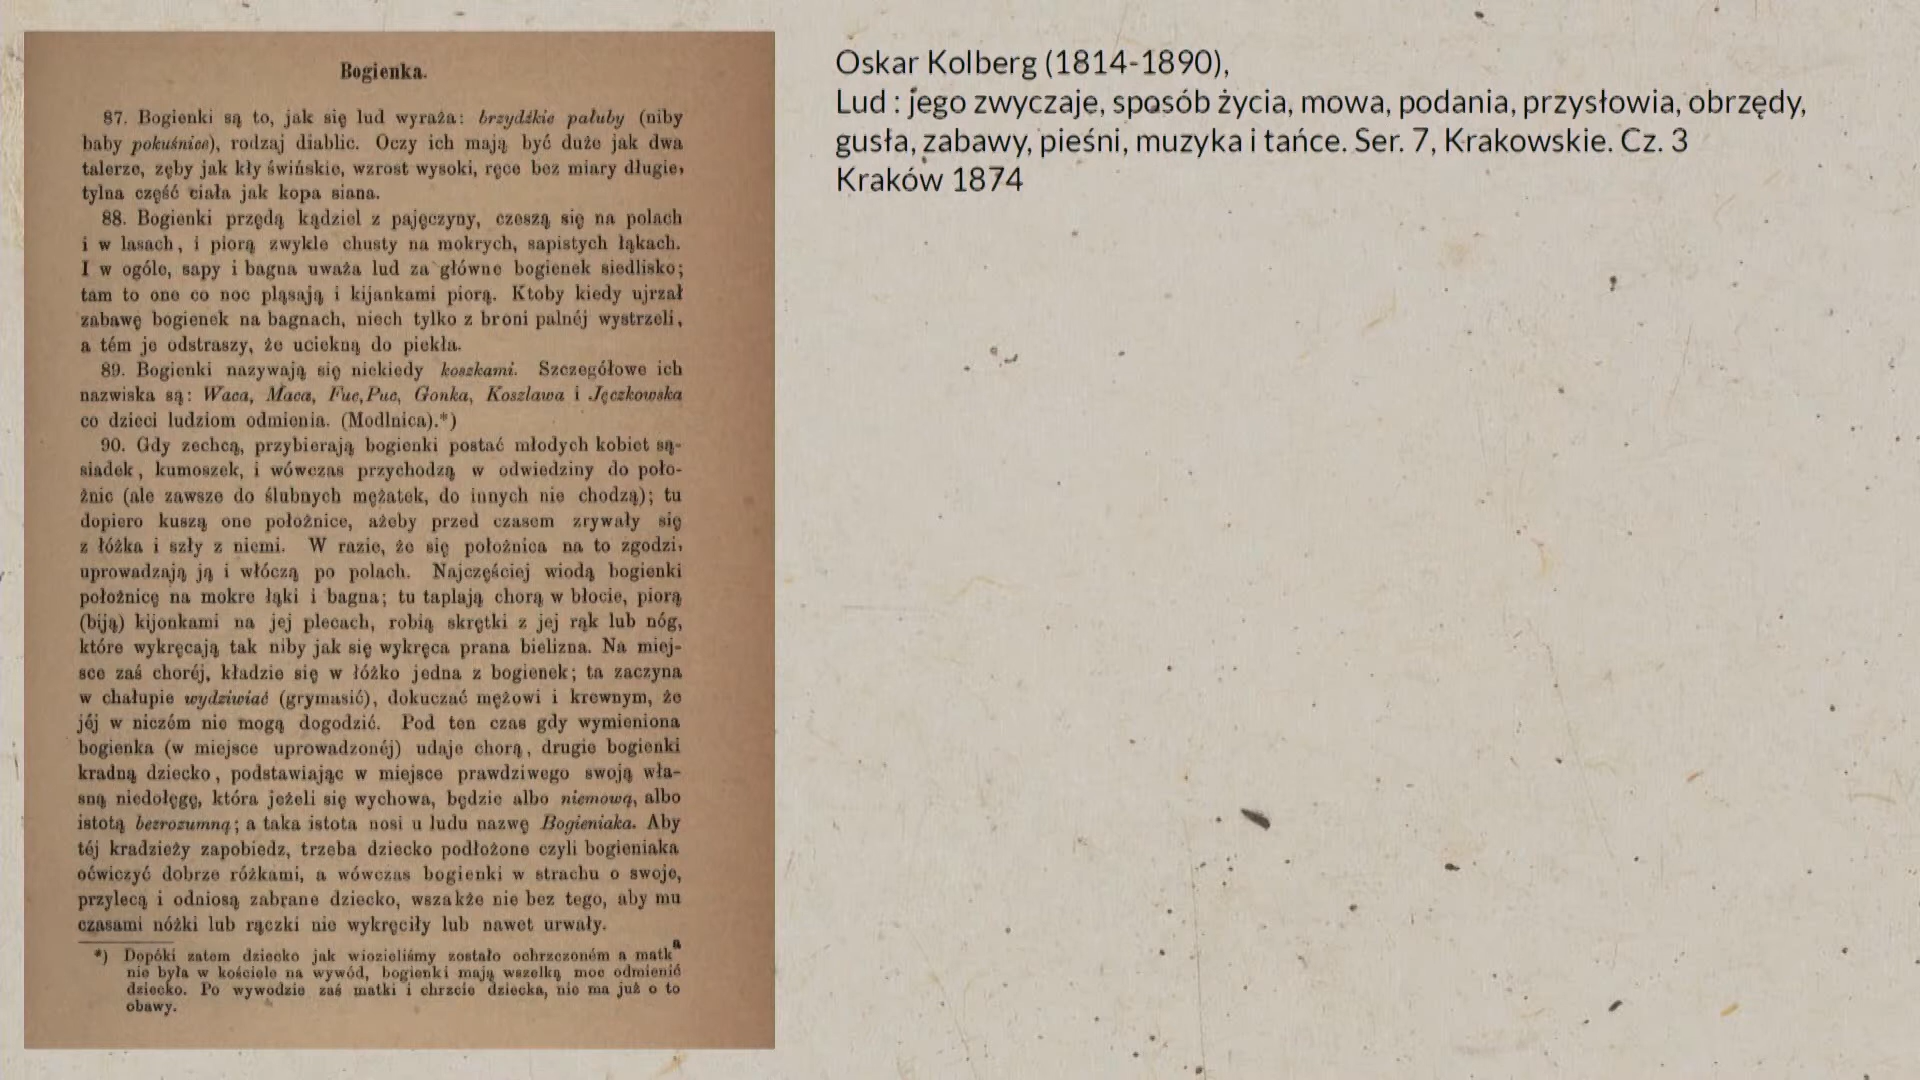 Bogienka.
87. Bogienki są to, jak się lud wyraża: brzydkie pałuby (niby
baby pokuśnice), rodzaj diablic. Oczy ich mają być duże jak dwa
talerze, zęby jak kły świńskie, wzrost wysoki, ręce bez miary długie,
tylna część ciała jak kopa siana.
88. Bogienki przędą kądziel z pajęczyny, czeszą się na polach
i w lasach, i piorą zwykle chusty na mokrych, sapistych łąkach.
I w ogóle, sapy i bagna uważa lud za główne bogienek siedlisko;
tam to one co noc pląsają i kijankami piorą. Ktoby kiedy ujrzał
zabawę bogienek na bagnach, niech tylko z broni palnéj wystrzeli,
a tém je odstraszy, że uciekną do piekła.
89. Bogienki nazywają się niekiedy koszkami. Szczegółowe ich
nazwiska są: Waca, Maca, Fuc, Puc, Gonka, Koszlawa i Jęczkowska
co dzieci ludziom odmienia. (Modlnica).*)
90. Gdy zechcą, przybierają bogienki postać młodych kobiet są-
siadek, kumoszek, i wówczas przychodzą w odwiedziny do poło-
żnic (ale zawsze do ślubnych mężatek, do innych nie chodzą); tu
dopiero kuszą one położnice, ażeby przed czasem zrywały się
z łóżka i szły z niemi. W razie, że się położnica na to zgodzi,
uprowadzają ją i włóczą po polach. Najczęściej wiodą bogienki
położnicę na mokre łąki i bagna; tu taplają chorą w błocie, piorą
(biją) kijonkami na jej plecach, robią skrętki z jej rąk lub nóg,
które wykręcają tak niby jak się wykręca prana bielizna. Na miej-
sce zaś choréj, kładzie się w łóżko jedna z bogienek; ta zaczyna
w chałupie wydziwiać (grymasić), dokuczać mężowi i krewnym, że
jéj w niczém nie mogą dogodzić. Pod ten czas gdy wymieniona
bogienka (w miejsce uprowadzonéj) udaje chorą, drugie bogienki
kradną dziecko, podstawiając w miejsce prawdziwego swoją wła-
sną niedołęgę, która jeżeli się wychowa, będzie albo niemową, albo
istotą bezrozumną; a taka istota nosi u ludu nazwę Bogieniaka. Aby
téj kradzieży zapobiedz, trzeba dziecko podłożone czyli bogieniaka
oćwiczyć dobrze różkami, a wówczas bogienki w strachu o swoje,
przylecą i odniosą zabrane dziecko, wszakże nie bez tego, aby mu
czasami nóżki lub rączki nie wykręciły lub nawet urwały.
*) Dopóki zatem dziecko jak wiezieliśmy zostało ochrzczoném a matka
nie była w kościele na wywód, bogienki mają wszelką moc odmienić
dziecko. Po wywodzie zaś matki i chrzcie dziecka, nie ma już o to
obawy.
Oskar Kolberg (1814-1890),
Lud : jego zwyczaje, sposób życia, mowa, podania, przysłowia, obrzędy,
gusła, zabawy, pieśni, muzyka i tańce. Ser. 7, Krakowskie. Cz. 3
Kraków 1874